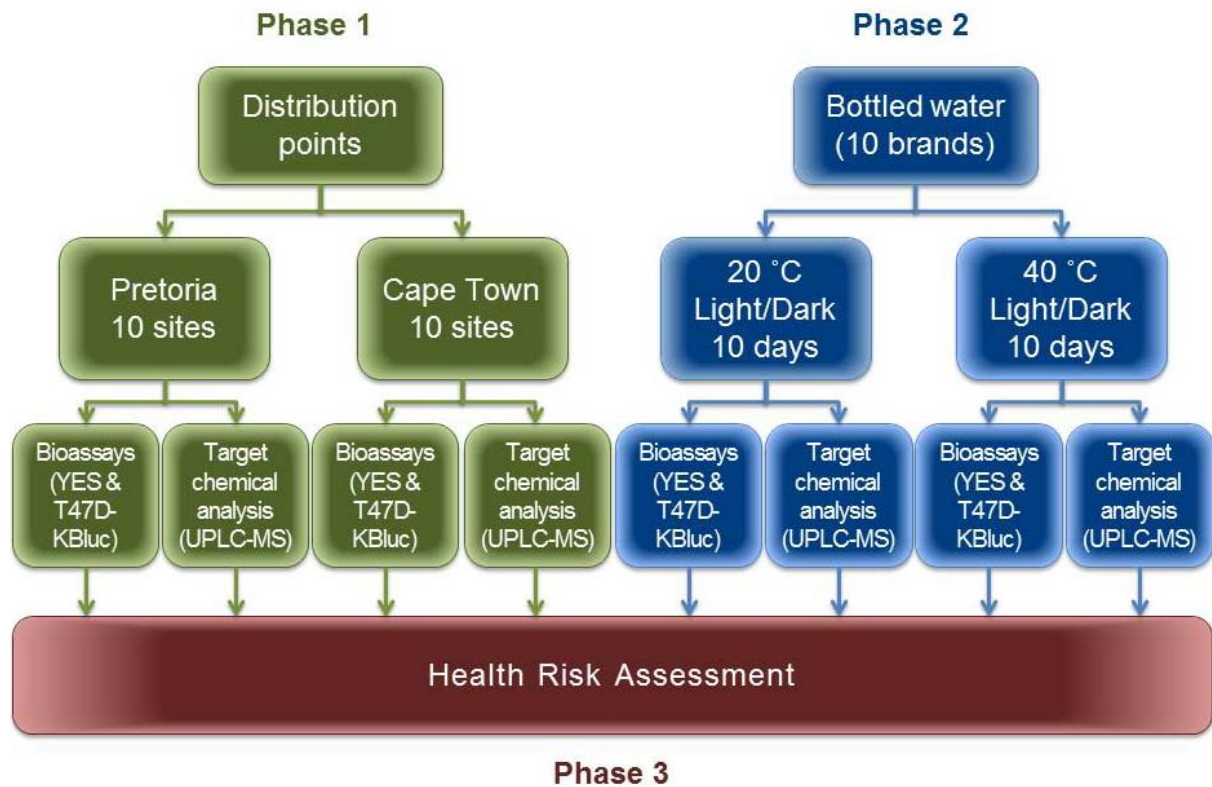 Phase 1
Phase 2
Distribution
points
Bottled water
(10 brands)
Pretoria
10 sites
Cape Town
10 sites
20 ˚C
Light/Dark
10 days
40 ˚C
Light/Dark
10 days
Bioassays
(YES &
T47D-
KBluc)
Target
chemical
analysis
(UPLC-MS)
Bioassays
(YES &
T47D-
KBluc)
Target
chemical
analysis
(UPLC-MS)
Bioassays
(YES &
T47D-
KBluc)
Target
chemical
analysis
(UPLC-MS)
Bioassays
(YES &
T47D-
KBluc)
Target
chemical
analysis
(UPLC-MS)
Health Risk Assessment
Phase 3